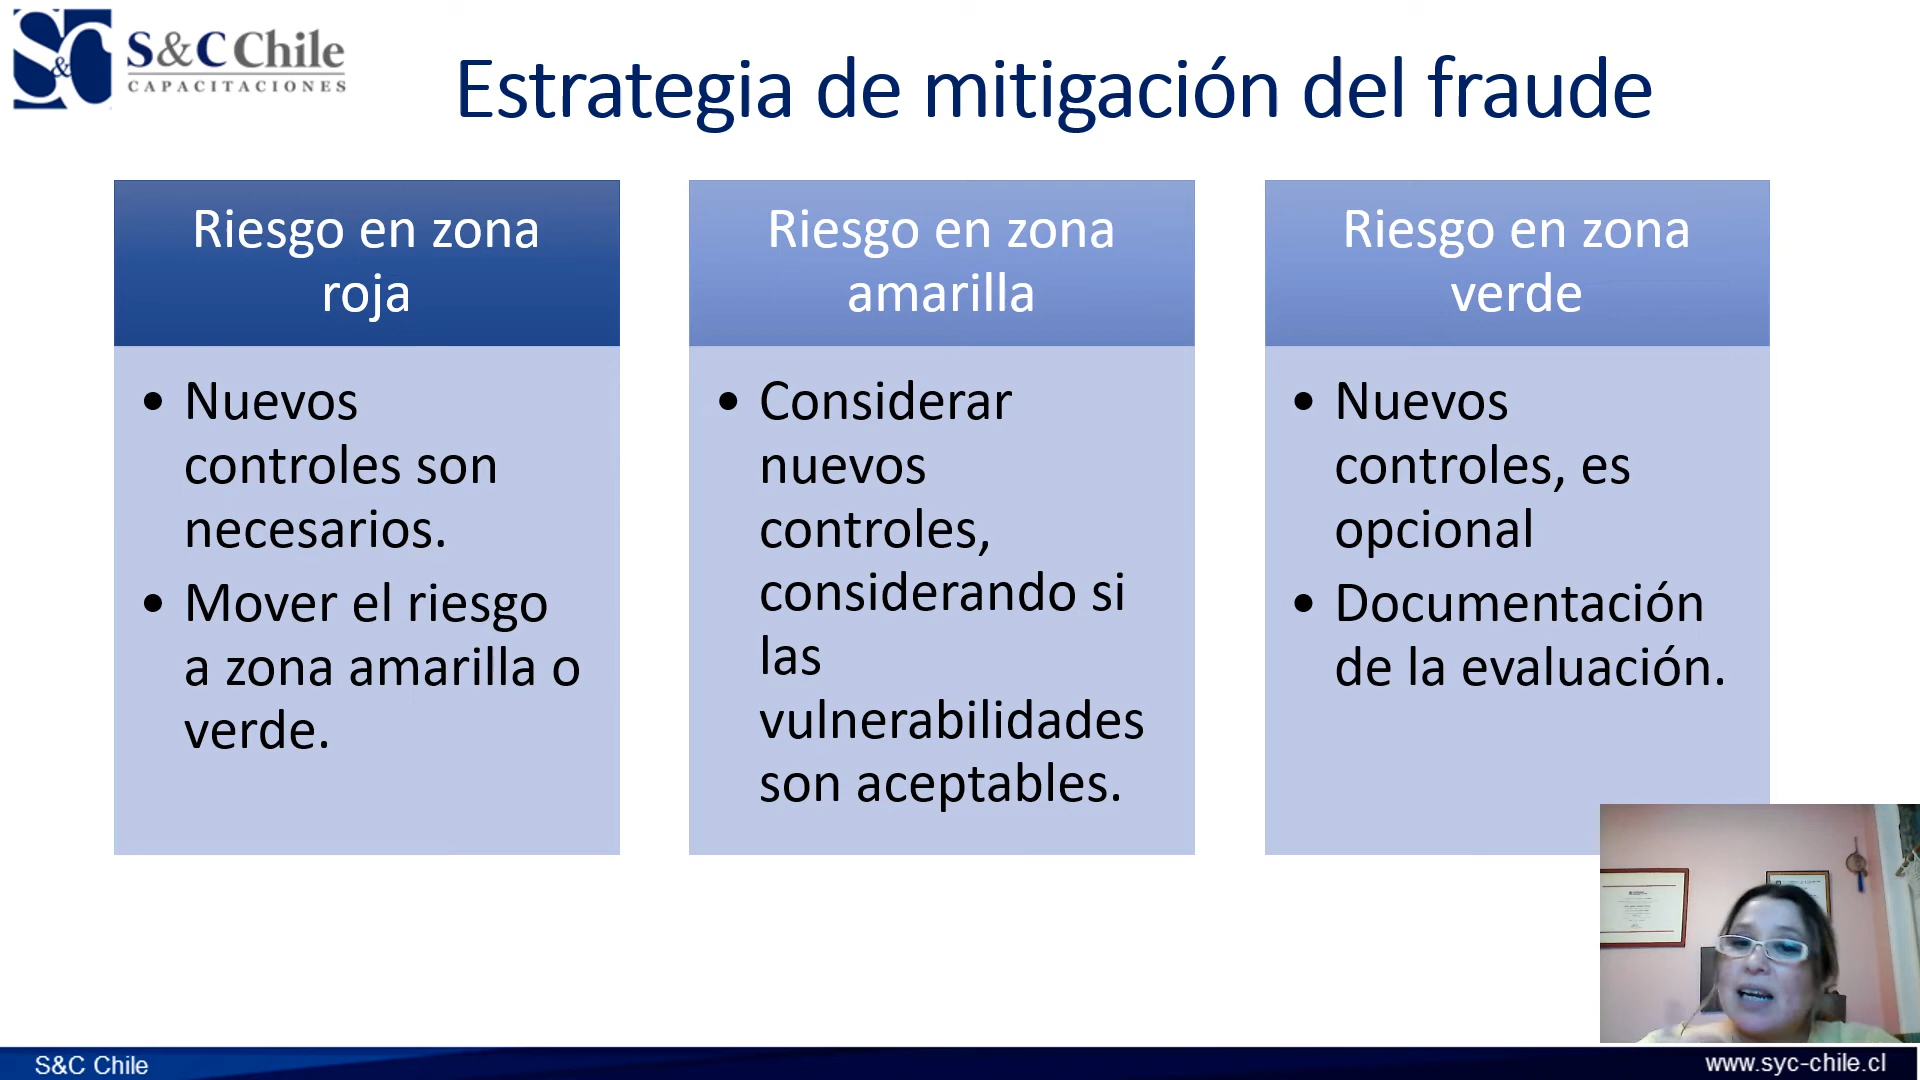 S&C Chile
CAPACITACIONES
Estrategia de mitigación del fraude
Riesgo en zona
roja
• Nuevos
controles son
necesarios.
• Mover el riesgo
a zona amarilla o
verde.
Riesgo en zona
amarilla
• Considerar
nuevos
controles,
considerando si
las
vulnerabilidades
son aceptables.
Riesgo en zona
verde
• Nuevos
controles, es
opcional
• Documentación
de la evaluación.
S&C Chile
www.syc-chile.cl